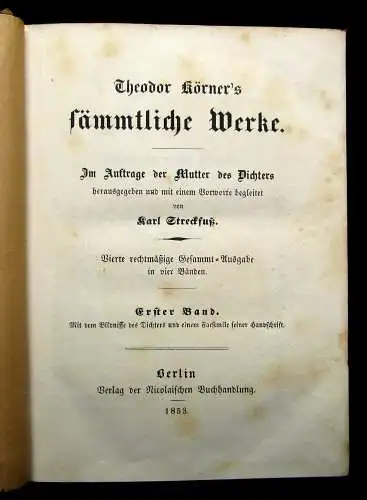 Theodor Körner's
sämmtliche Werke.
Im Auftrage der Mutter des Dichters
herausgegeben und mit einem Vorworte begleitet
von
Karl Streckfuß.
Vierte rechtmäßige Gesammt-Ausgabe
in vier Bänden.
Erster Band.
Mit dem Bildnisse des Dichters und einem Facsimile seiner Handschrift.
Berlin
Verlag der Nicolaischen Buchhandlung.
1853